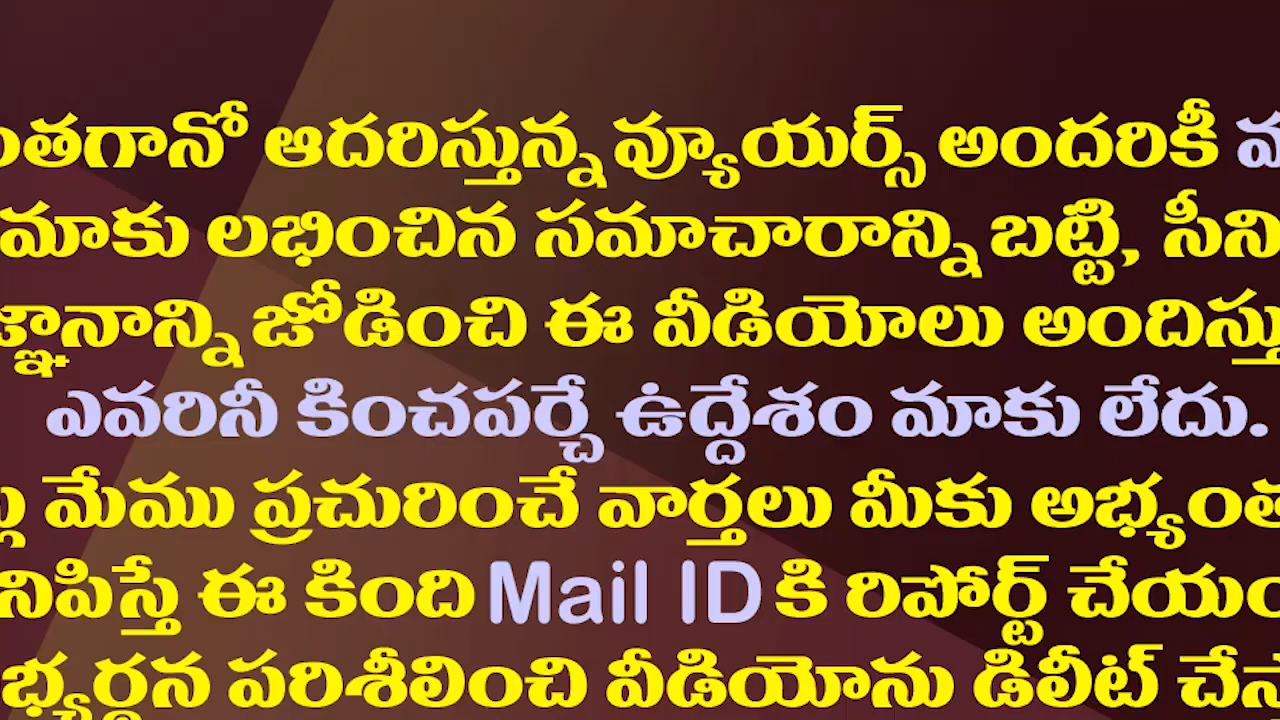 ంతగానో ఆదరిస్తున్న వ్యూయర్స్ అందరికీ
మాకు లభించిన సమాచారాన్ని బట్టి, సీని
జ్ఞానాన్ని జోడించి ఈ వీడియోలు అందిస్తు
ఎవరినీ కించపర్చే ఉద్దేశం మాకు లేదు.
మేము ప్రచురించే వార్తలు మీకు అభ్యంత
నిపిస్తే ఈ కింది Mail ID కి రిపోర్ట్ చేయం
భ్యర్థన పరిశీలించి వీడియోను డిలీట్ చేస